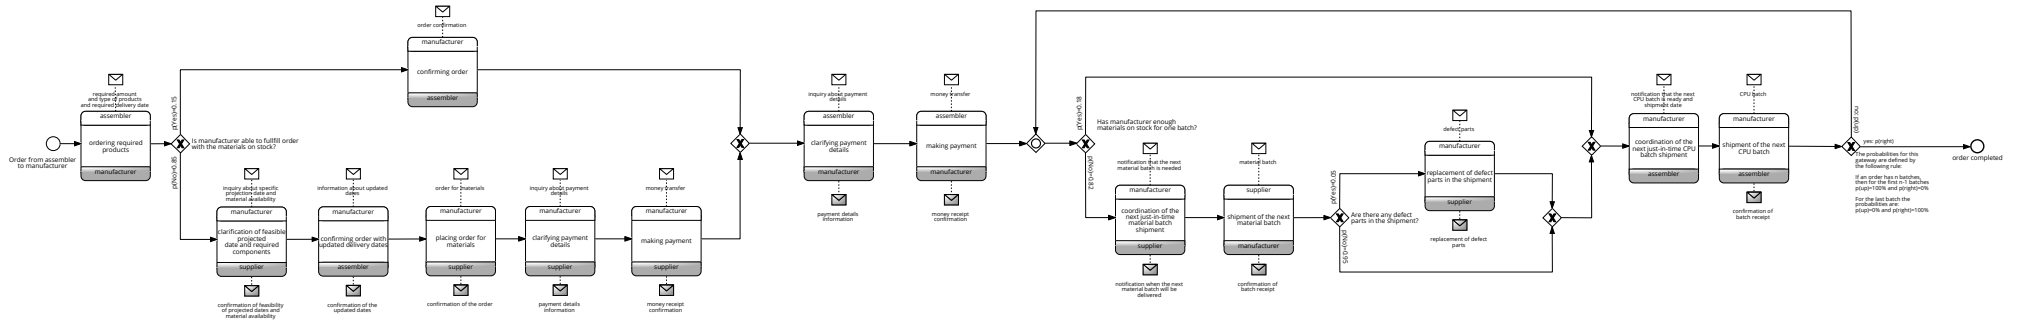 Order from assembler
to manufacturer
required amount
and type of products
and required delivery date
assembler
ordering required
products
manufacturer
p(Yes)=0.15
p(No)=0.85
Is manufacturer able to fullfill order
with the materials on stock?
order confirmation
manufacturer
confirming order
assembler
inquiry about specific
projection date and
material availability
manufacturer
clarification of feasible
projected
date and required
components
supplier
confirmation of feasibility
of projected dates and
material availability
information about updated
dates
manufacturer
confirming order with
updated delivery dates
assembler
confirmation of the
updated dates
order for materials
manufacturer
placing order for
materials
supplier
confirmation of the order
inquiry about payment
details
manufacturer
clarifying payment
details
supplier
payment details
information
money transfer
manufacturer
making payment
supplier
money receipt
confirmation
inquiry about payment
details
assembler
clarifying payment
details
manufacturer
payment details
information
money transfer
assembler
making payment
manufacturer
money receipt
confirmation
p(Yes)=0.18
p(No)=0.82
Has manufacturer enough
materials on stock for one batch?
notification that the next
material batch is needed
manufacturer
coordination of the
next just-in-time
material batch
shipment
supplier
notification when the next
material batch will be
delivered
material batch
supplier
shipment of the next
material batch
manufacturer
confirmation of
batch receipt
p(Yes)=0.05
p(No)=0.95
Are there any defect
parts in the shipment?
defect parts
manufacturer
replacement of defect
parts in the shipment
supplier
replacement of defect
parts
notification that the next
CPU batch is ready and
shipment date
manufacturer
coordination of the
next just-in-time CPU
batch shipment
assembler
CPU batch
manufacturer
shipment of the next
CPU batch
assembler
confirmation of
batch receipt
no: p(up)
yes: p(right)
The probabilities for this
gateway are defined by
the following rule:
If an order has n batches,
then for the first n-1 batches
p(up)=100% and p(right)=0%
For the last batch the
probabilities are:
p(up)=0% and p(right)=100%
order completed